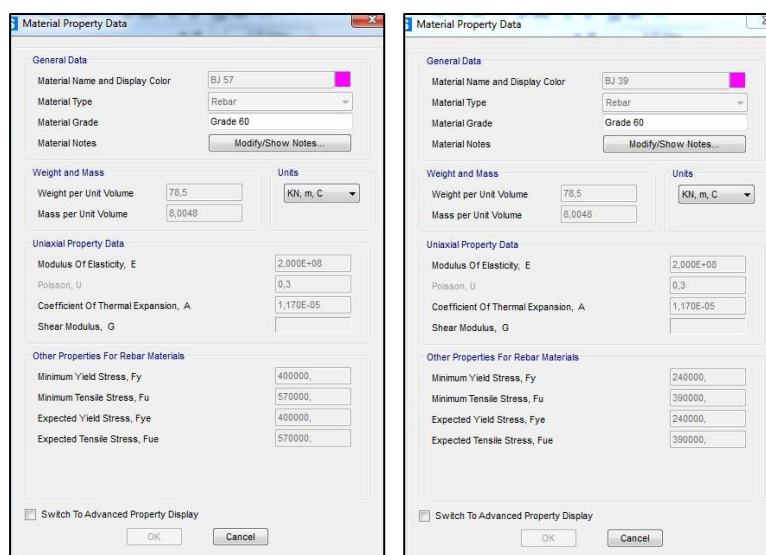 Material Property Data
General Data
Material Name and Display Color BJ 57
Material Type Rebar
Material Grade Grade 60
Material Notes Modify/Show Notes...
Weight and Mass Units
Weight per Unit Volume 78,5 KN, m, C
Mass per Unit Volume 8,0048
Uniaxial Property Data
Modulus Of Elasticity, E 2,000E+08
Poisson, U 0,3
Coefficient Of Thermal Expansion, A 1,170E-05
Shear Modulus, G
Other Properties For Rebar Materials
Minimum Yield Stress, Fy 400000,
Minimum Tensile Stress, Fu 570000,
Expected Yield Stress, Fye 400000,
Expected Tensile Stress, Fue 570000,
Switch To Advanced Property Display
OK Cancel
Material Property Data
General Data
Material Name and Display Color BJ 39
Material Type Rebar
Material Grade Grade 60
Material Notes Modify/Show Notes...
Weight and Mass Units
Weight per Unit Volume 78,5 KN, m, C
Mass per Unit Volume 8,0048
Uniaxial Property Data
Modulus Of Elasticity, E 2,000E+08
Poisson, U 0,3
Coefficient Of Thermal Expansion, A 1,170E-05
Shear Modulus, G
Other Properties For Rebar Materials
Minimum Yield Stress, Fy 240000,
Minimum Tensile Stress, Fu 390000,
Expected Yield Stress, Fye 240000,
Expected Tensile Stress, Fue 390000,
Switch To Advanced Property Display
OK Cancel